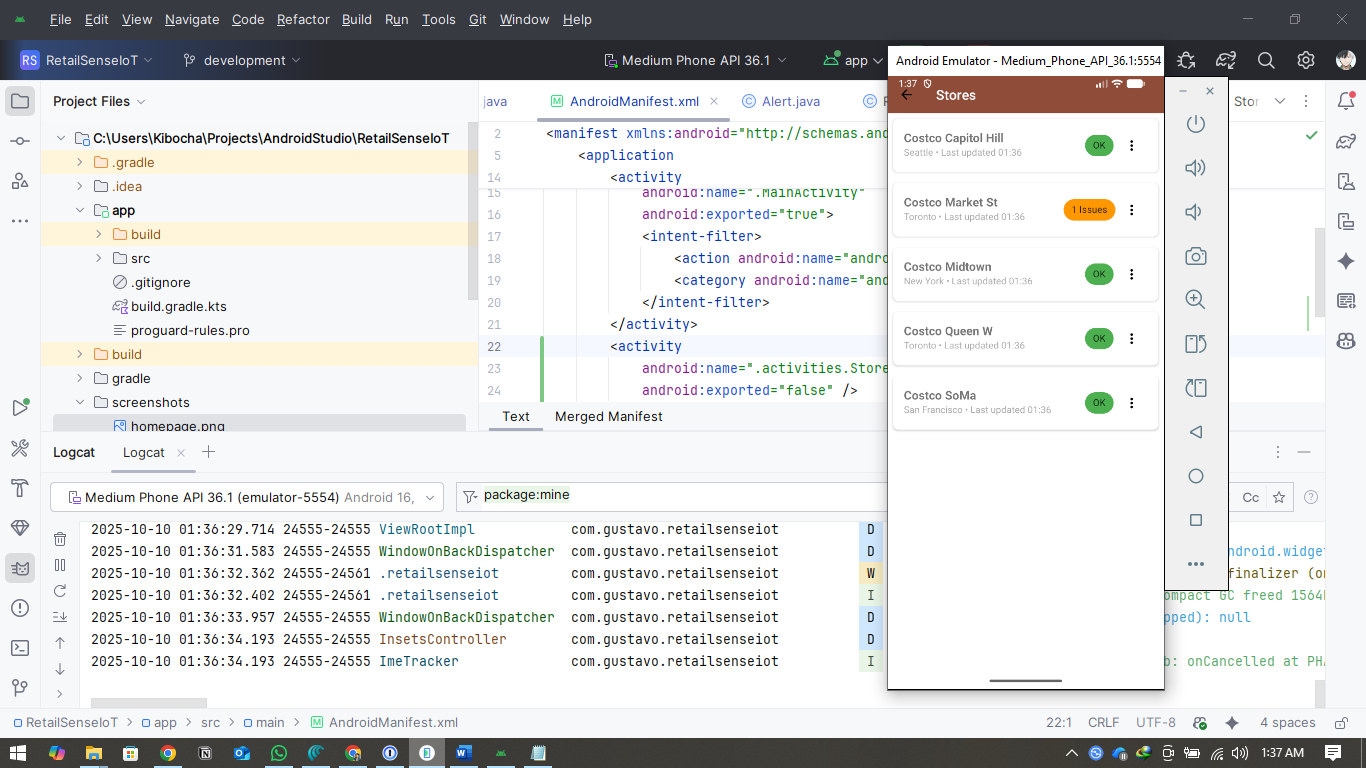 File Edit View Navigate Code Refactor Build Run Tools Git Window Help
RS RetailSenseIoT development Medium Phone API 36.1 app
Android Emulator - Medium_Phone_API_36.1:5554
Project Files
java AndroidManifest.xml Alert.java
C:\Users\Kibocha\Projects\AndroidStudio\RetailSenseIoT
.gradle
.idea
app
build
src
.gitignore
build.gradle.kts
proguard-rules.pro
build
gradle
screenshots
homepage.png
2 <manifest xmlns:android="http://schemas.and
5 <application
14 <activity
15 android:name=".MainActivity"
16 android:exported="true">
17 <intent-filter>
18 <action android:name="andro
19 <category android:name="and
20 </intent-filter>
21 </activity>
22 <activity
23 android:name=".activities.Store
24 android:exported="false" />
Text Merged Manifest
1:37
Stores
Costco Capitol Hill
Seattle • Last updated 01:36
OK
Costco Market St
Toronto • Last updated 01:36
1 Issues
Costco Midtown
New York • Last updated 01:36
OK
Costco Queen W
Toronto • Last updated 01:36
OK
Costco SoMa
San Francisco • Last updated 01:36
OK
Logcat Logcat
Medium Phone API 36.1 (emulator-5554) Android 16,
package:mine
Cc
2025-10-10 01:36:29.714 24555-24555 ViewRootImpl com.gustavo.retailsenseiot D
2025-10-10 01:36:31.583 24555-24555 WindowOnBackDispatcher com.gustavo.retailsenseiot D ndroid.widget
2025-10-10 01:36:32.362 24555-24561 .retailsenseiot com.gustavo.retailsenseiot W finalizer (or
2025-10-10 01:36:32.402 24555-24561 .retailsenseiot com.gustavo.retailsenseiot I ompact GC freed 1564K
2025-10-10 01:36:33.957 24555-24555 WindowOnBackDispatcher com.gustavo.retailsenseiot D pped): null
2025-10-10 01:36:34.193 24555-24555 InsetsController com.gustavo.retailsenseiot D
2025-10-10 01:36:34.193 24555-24555 ImeTracker com.gustavo.retailsenseiot I b: onCancelled at PHA
RetailSenseIoT app src main AndroidManifest.xml 22:1 CRLF UTF-8 4 spaces
1:37 AM